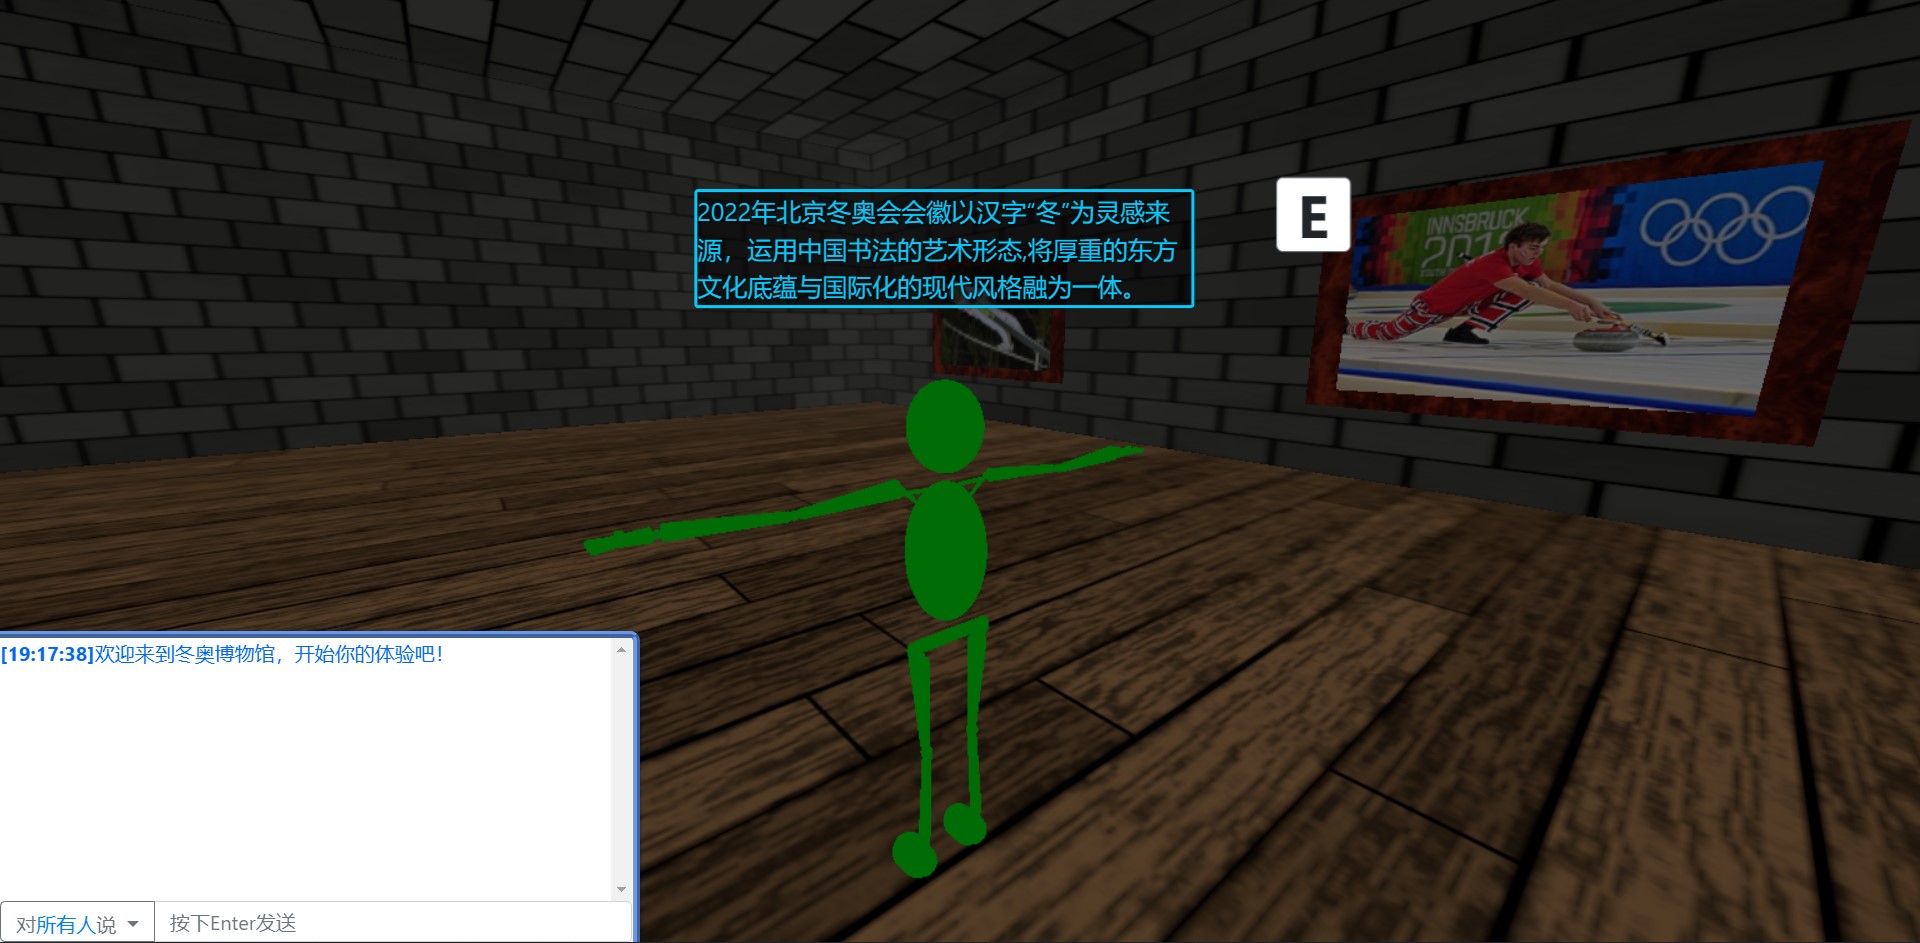 2022年北京冬奥会会徽以汉字“冬”为灵感来
源，运用中国书法的艺术形态,将厚重的东方
文化底蕴与国际化的现代风格融为一体。
E
INNSBRUCK
[19:17:38]欢迎来到冬奥博物馆，开始你的体验吧！
对所有人说
按下Enter发送